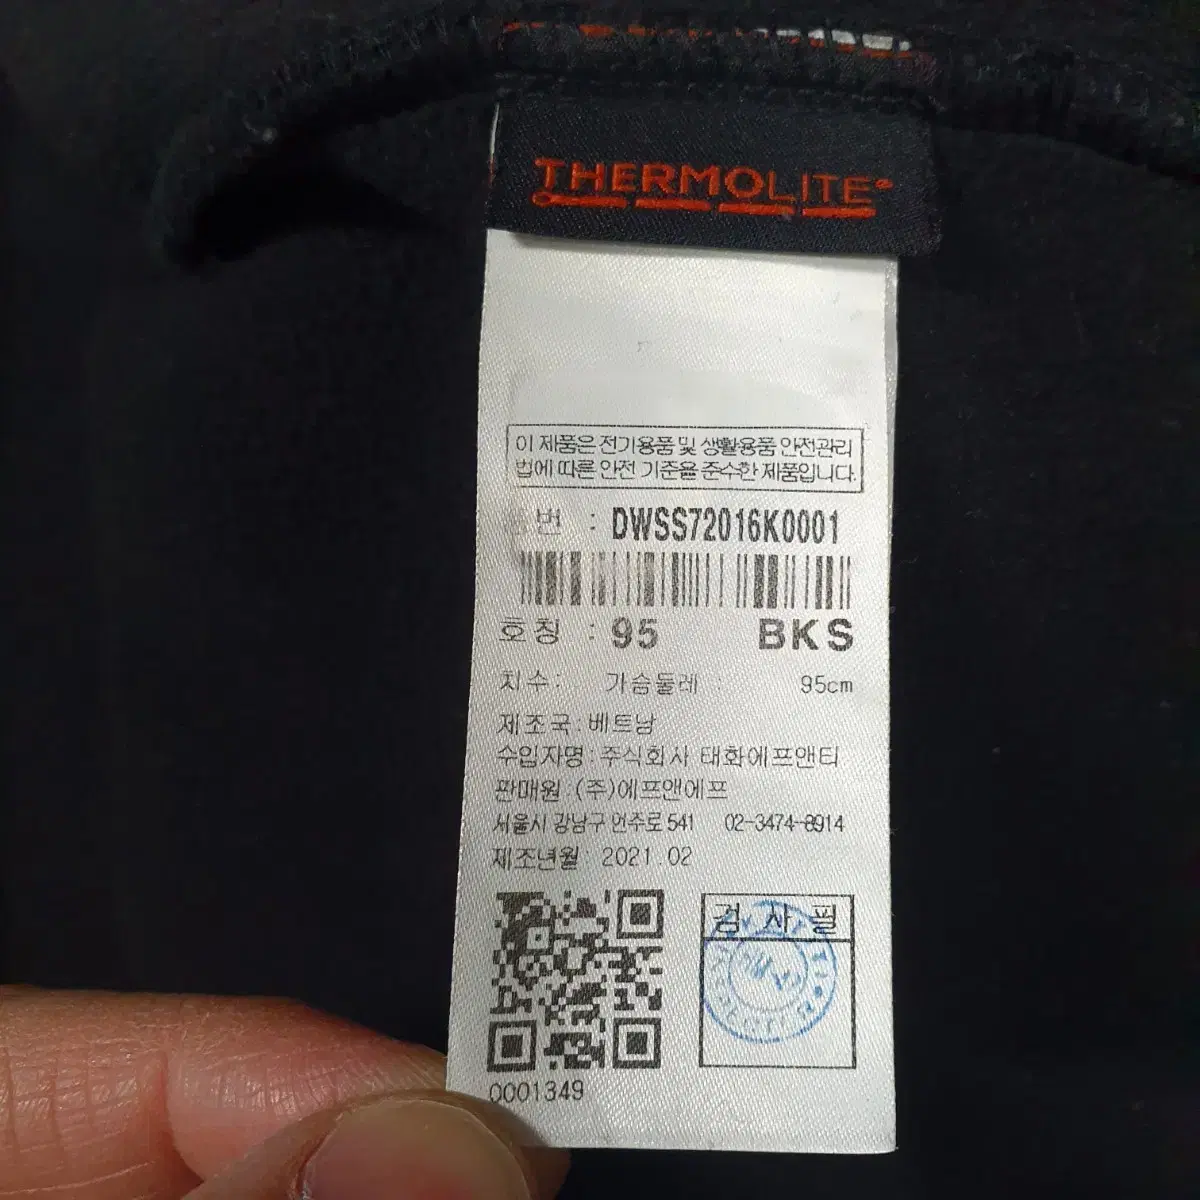 THERMOLITE®
이 제품은 전기용품 및 생활용품 안전관리
법에 따른 안전 기준을 준수한 제품입니다.
품번 : DWSS72016K0001
호칭 : 95 BKS
치수: 가슴둘레 : 95cm
제조국:베트남
수입자명:주식회사 태화에프앤티
판매원:(주)에프앤에프
서울시 강남구 언주로 541 02-3474-8914
제조년월 2021.02
검 사 필
0001349